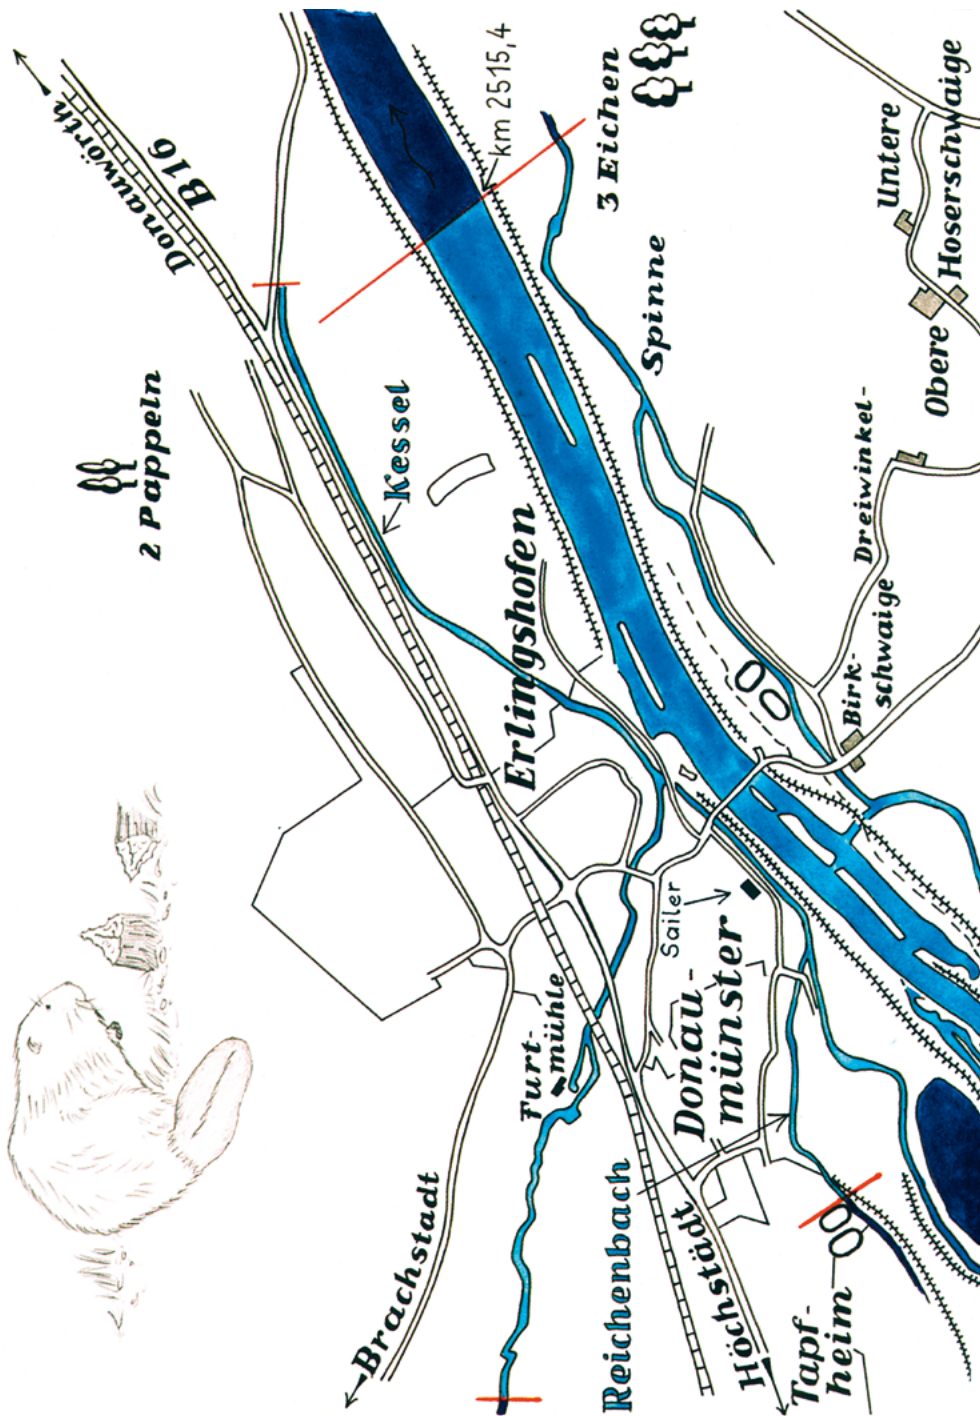 Brachstadt
Furt-
mühle
2 Pappeln
Donauwörth
B16
Reichenbach
Höchstädt
Tapf-
heim
Donau-
münster
Sailer
Erlingshofen
Kessel
km 2515,4
3 Eichen
Spinne
Birk-
schwaige
Dreiwinkel-
Obere
Untere
Hoserschwaige